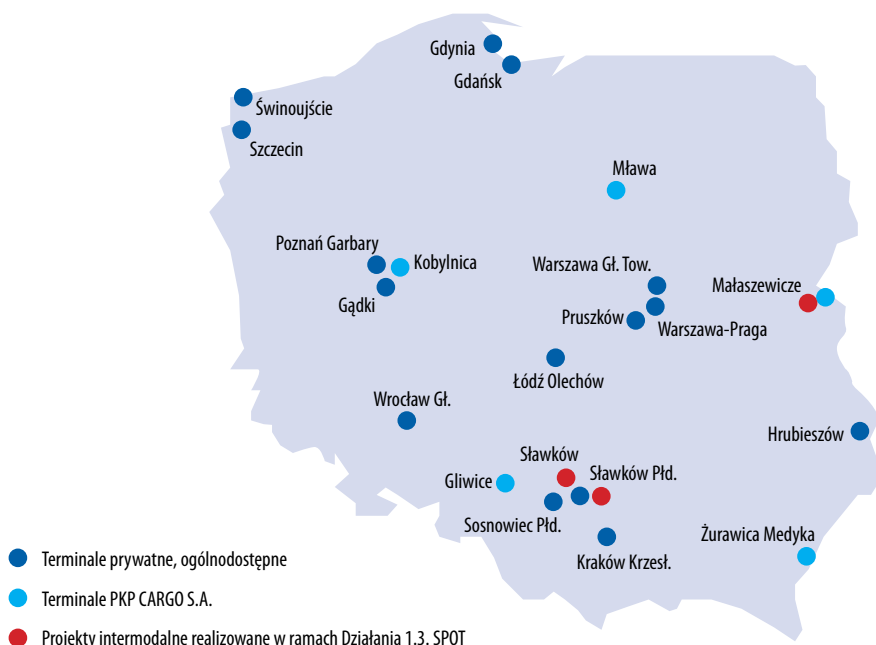 Gdynia
Gdańsk
Świnoujście
Szczecin
Mława
Poznań Garbary
Kobylnica
Warszawa Gł. Tow.
Małaszewicze
Gądki
Pruszków
Warszawa-Praga
Łódź Olechów
Wrocław Gł.
Hrubieszów
Sławków
Sławków Płd.
Gliwice
Sosnowiec Płd.
Żurawica Medyka
Kraków Krzesł.
Terminale prywatne, ogólnodostępne
Terminale PKP CARGO S.A.
Projekty intermodalne realizowane w ramach Działania 1.3. SPOT